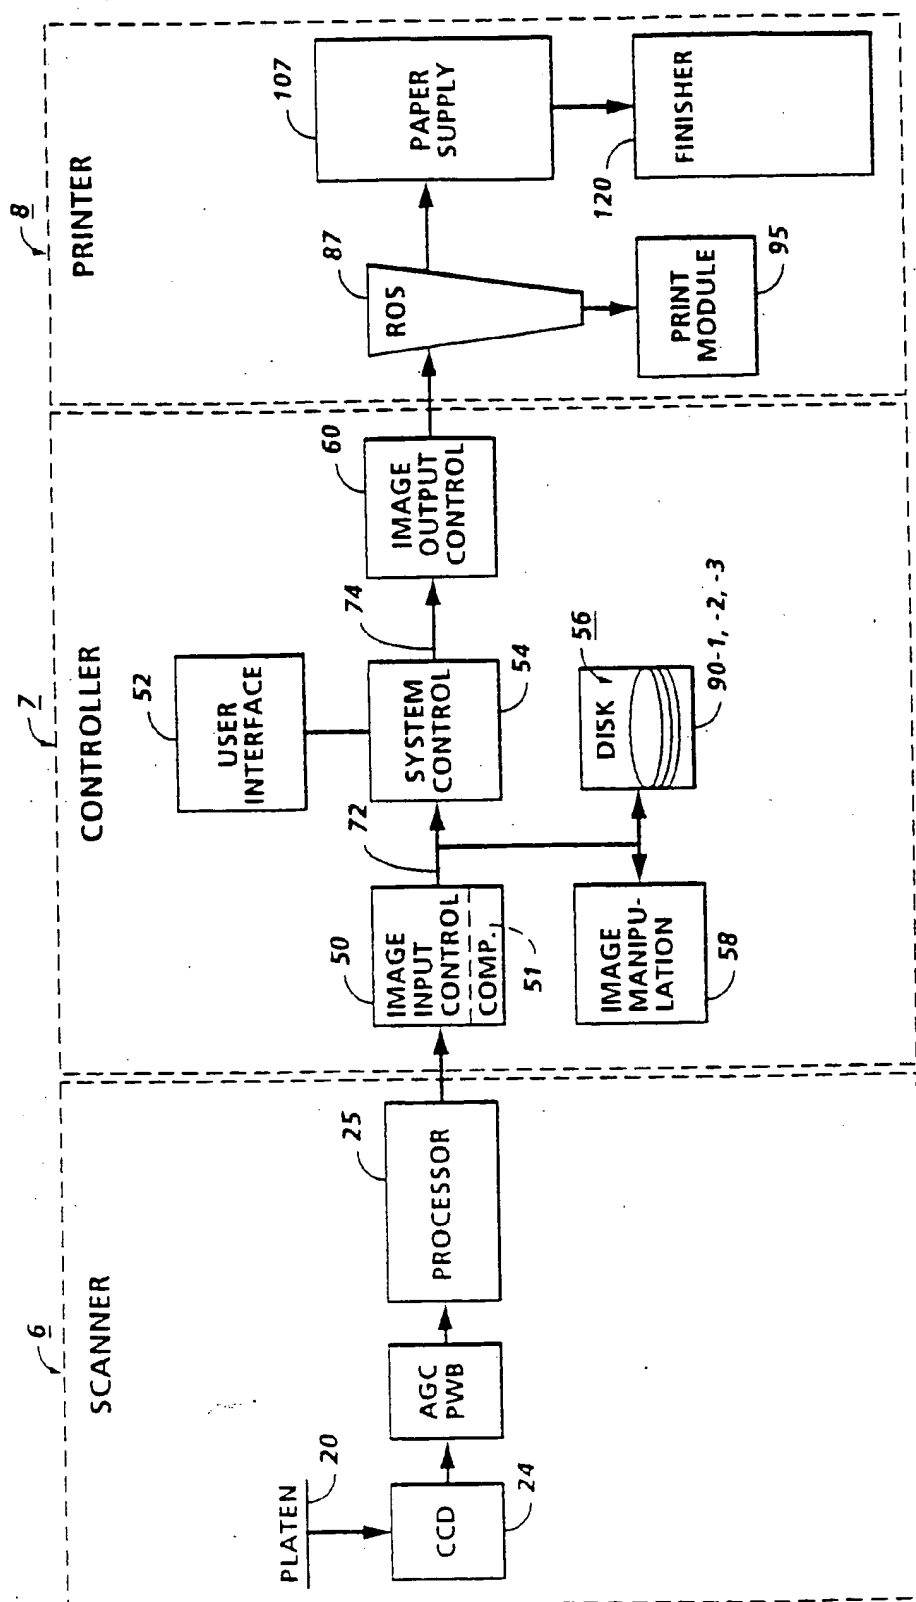 6
SCANNER
PLATEN
20
CCD
24
AGC
PWB
PROCESSOR
25
7
CONTROLLER
IMAGE
INPUT
CONTROL
COMP.
50
51
72
USER
INTERFACE
52
SYSTEM
CONTROL
54
74
IMAGE
MANIPU-
LATION
58
DISK
56
90-1, -2, -3
IMAGE
OUTPUT
CONTROL
60
8
PRINTER
ROS
87
PRINT
MODULE
95
PAPER
SUPPLY
107
FINISHER
120